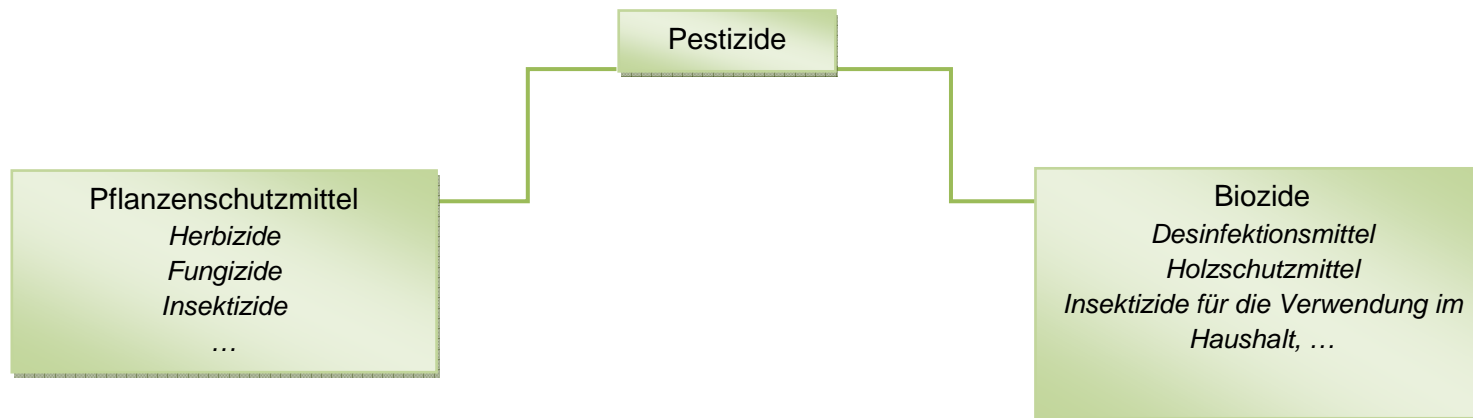 Pestizide
Pflanzenschutzmittel
Herbizide
Fungizide
Insektizide
…
Biozide
Desinfektionsmittel
Holzschutzmittel
Insektizide für die Verwendung im
Haushalt, …